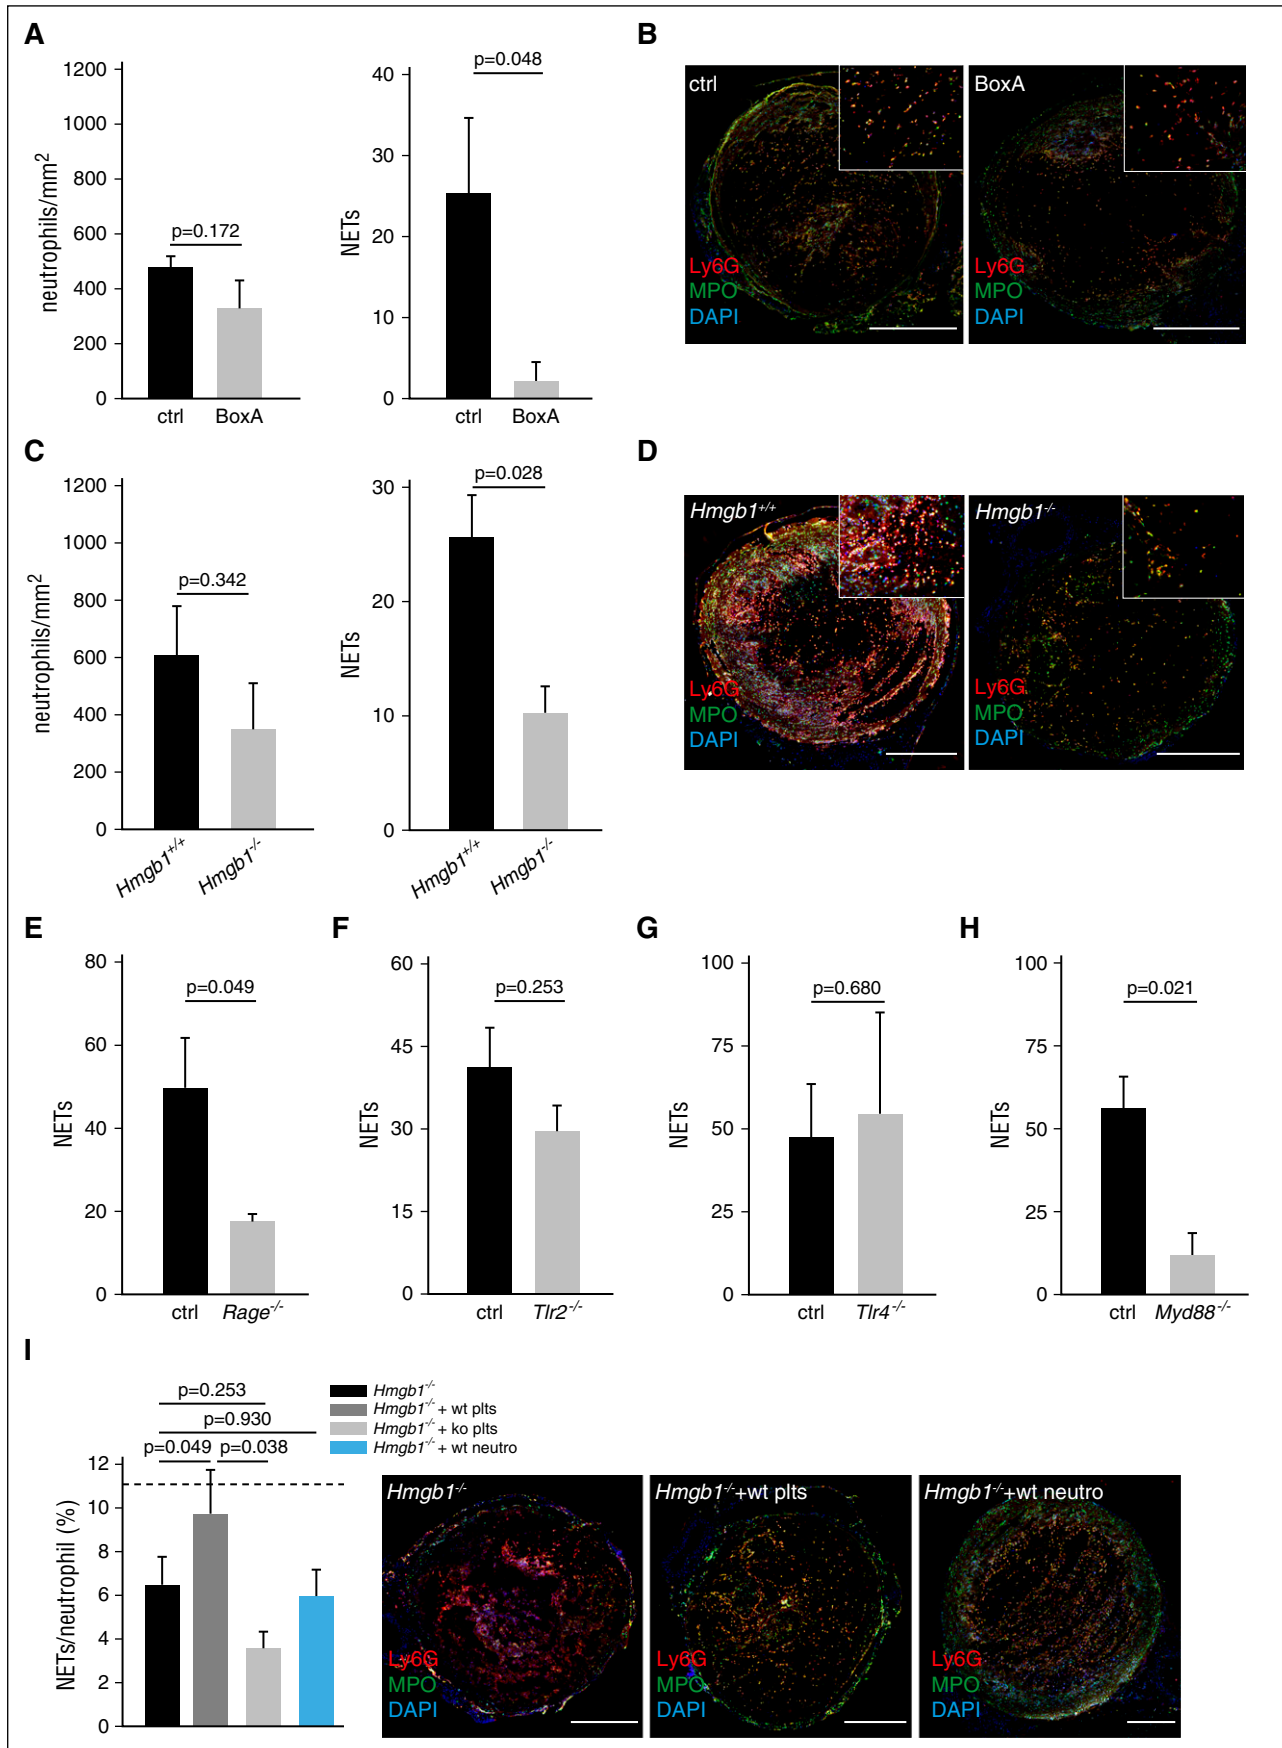 A
neutrophils/mm²
1200
1000
800
600
400
200
0
p=0.172
ctrl BoxA
NETs
40
30
20
10
0
p=0.048
ctrl BoxA
B
ctrl
Ly6G
MPO
DAPI
BoxA
Ly6G
MPO
DAPI
C
neutrophils/mm²
1200
1000
800
600
400
200
0
p=0.342
Hmgb1+/+ Hmgb1-/-
NETs
30
20
10
0
p=0.028
Hmgb1+/+ Hmgb1-/-
D
Hmgb1+/+
Ly6G
MPO
DAPI
Hmgb1-/-
Ly6G
MPO
DAPI
E
NETs
80
60
40
20
0
p=0.049
ctrl Rage-/-
F
NETs
60
45
30
15
0
p=0.253
ctrl Tlr2-/-
G
NETs
100
75
50
25
0
p=0.680
ctrl Tlr4-/-
H
NETs
100
75
50
25
0
p=0.021
ctrl Myd88-/-
I
NETs/neutrophil (%)
12
10
8
6
4
2
0
p=0.253
p=0.930
p=0.049 p=0.038
Hmgb1-/-
Hmgb1-/- + wt plts
Hmgb1-/- + ko plts
Hmgb1-/- + wt neutro
Hmgb1-/-
Ly6G
MPO
DAPI
Hmgb1-/-+wt plts
Ly6G
MPO
DAPI
Hmgb1-/-+wt neutro
Ly6G
MPO
DAPI